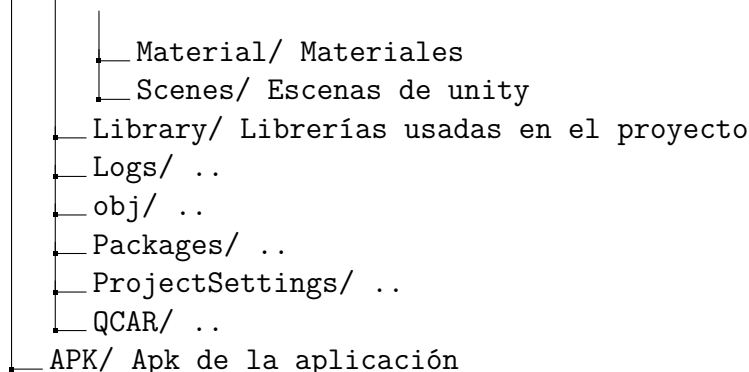 Material/ Materiales
Scenes/ Escenas de unity
Library/ Librerías usadas en el proyecto
Logs/ ..
obj/ ..
Packages/ ..
ProjectSettings/ ..
QCAR/ ..
APK/ Apk de la aplicación